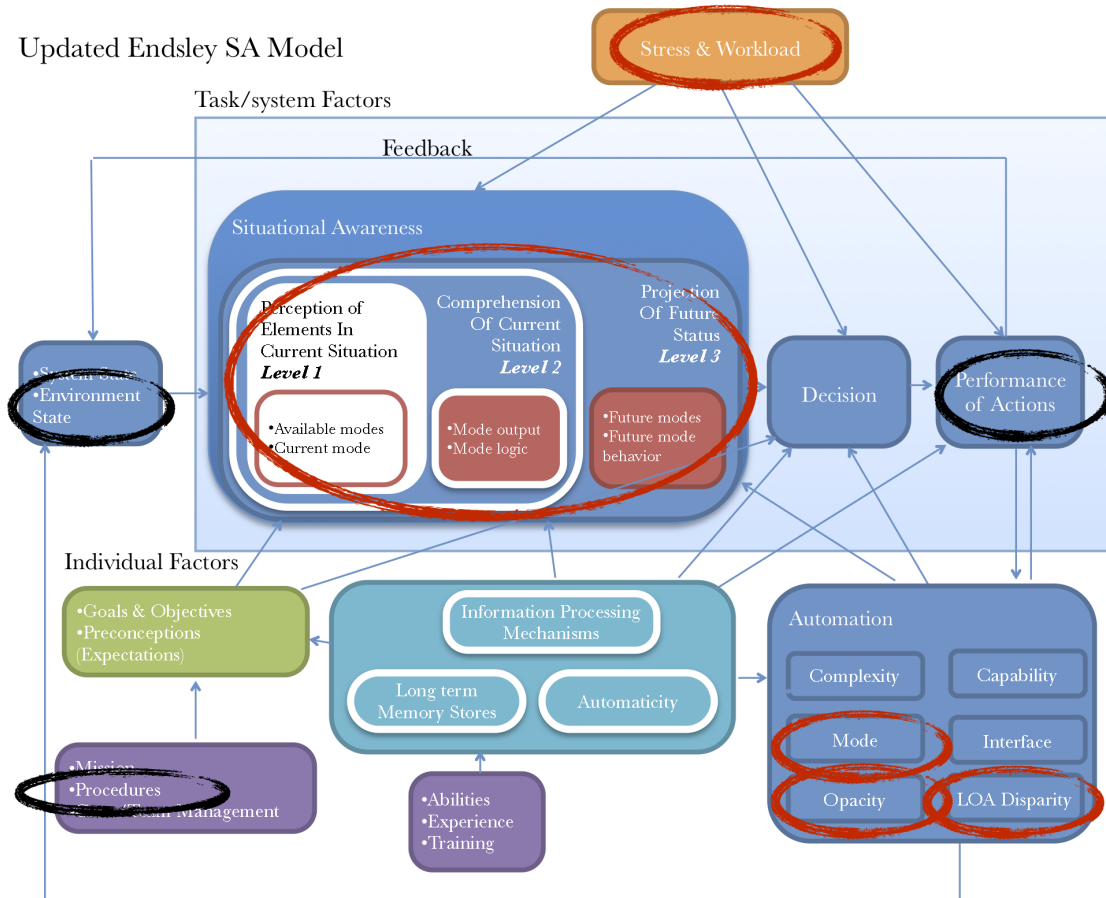 Updated Endsley SA Model
Stress & Workload
Task/system Factors
Feedback
Situational Awareness
Perception of
Elements In
Current Situation
Level 1
•Available modes
•Current mode
Comprehension
Of Current
Situation
Level 2
•Mode output
•Mode logic
Projection
Of Future
Status
Level 3
•Future modes
•Future mode
behavior
•System State
•Environment
State
Decision
Performance
of Actions
Individual Factors
•Goals & Objectives
•Preconceptions
(Expectations)
Information Processing
Mechanisms
Long term
Memory Stores
Automaticity
Automation
Complexity
Capability
Mode
Interface
Opacity
LOA Disparity
•Mission
•Procedures
Management
•Abilities
•Experience
•Training